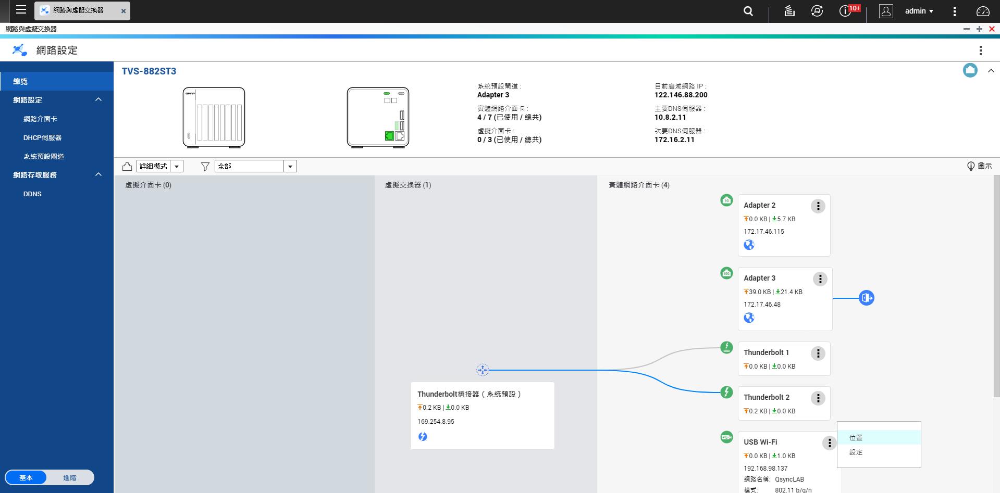 網路與虛擬交換器
10+
admin
網路與虛擬交換器
網路設定
總覽
網路設定
網路介面卡
DHCP伺服器
系統預設閘道
網路存取服務
DDNS
基本
進階
TVS-882ST3
QNAP
系統預設閘道 :
Adapter 3
實體網路介面卡 :
4 / 7 (已使用 / 總共)
虛擬介面卡 :
0 / 3 (已使用 / 總共)
目前廣域網路 IP :
122.146.88.200
主要DNS伺服器 :
10.8.2.11
次要DNS伺服器 :
172.16.2.11
詳細模式
全部
圖示
虛擬介面卡 (0)
虛擬交換器 (1)
實體網路介面卡 (4)
Thunderbolt橋接器 ( 系統預設 )
0.2 KB | 0.0 KB
169.254.8.95
1G
Adapter 2
0.0 KB | 5.7 KB
172.17.46.115
10G
Adapter 3
39.0 KB | 21.4 KB
172.17.46.48
Thunderbolt 1
0.0 KB | 0.0 KB
Thunderbolt 2
0.2 KB | 0.0 KB
USB Wi-Fi
0.0 KB | 1.0 KB
192.168.98.137
網路名稱: QsyncLAB
模式: 802.11 b/g/n
位置
設定